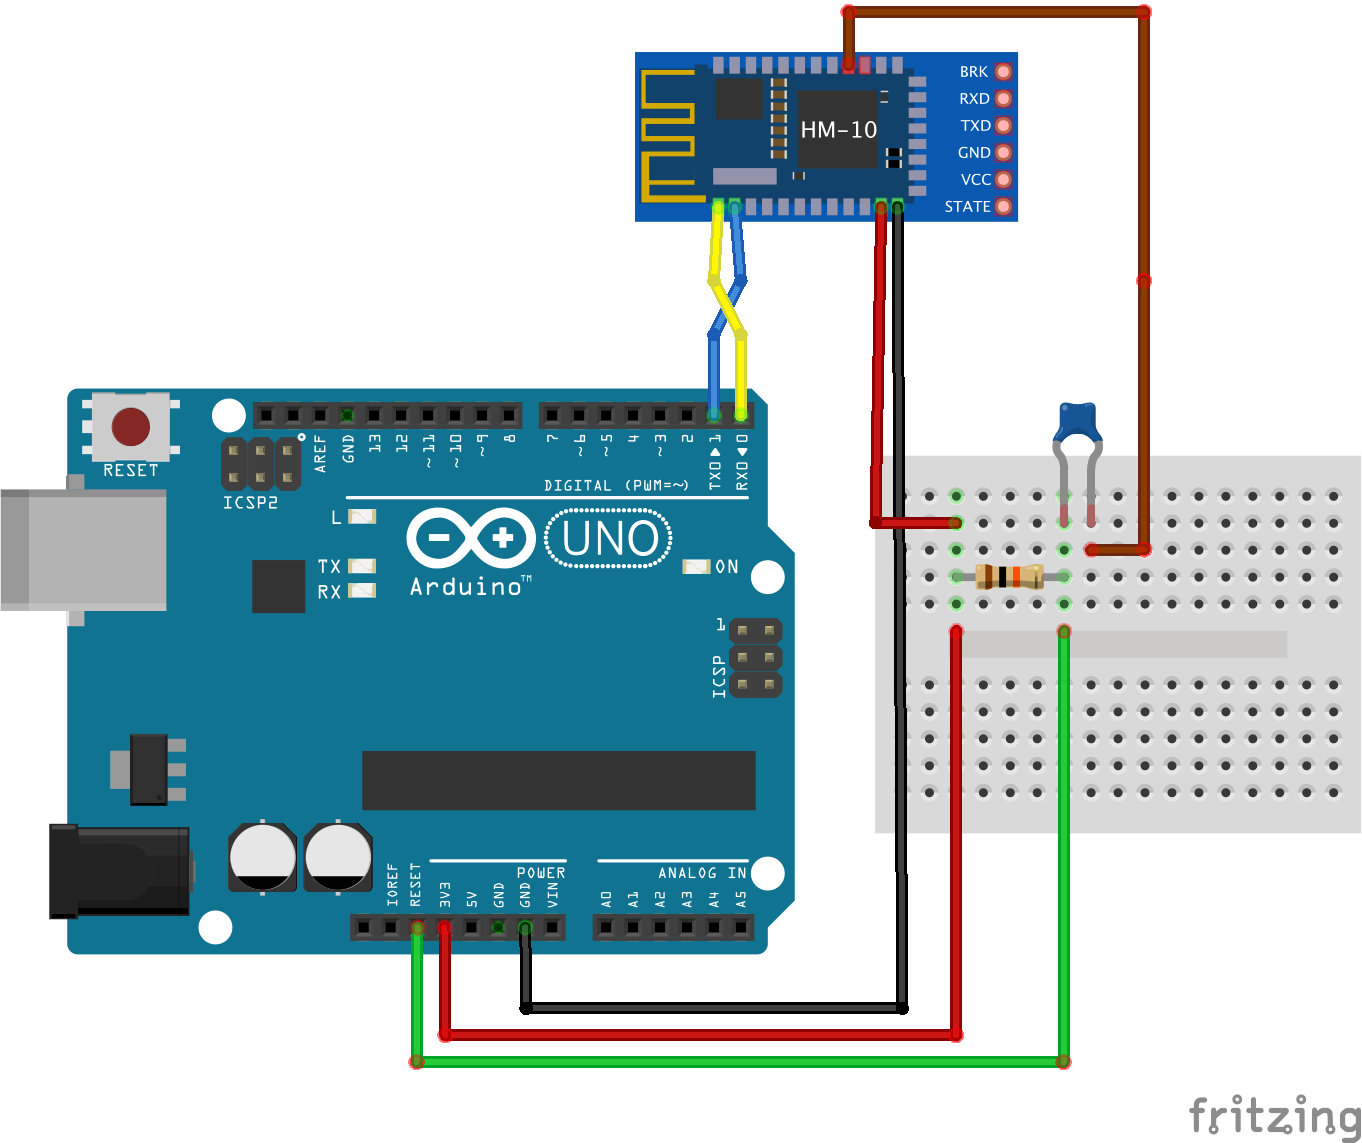 BRK
RXD
TXD
GND
VCC
STATE
HM-10
RESET
ICSP2
AREF
GND
13
12
~11
~10
~9
8
7
~6
~5
4
~3
2
TX0▶1
RX0◀0
DIGITAL (PWM=~)
L
TX
RX
Arduino™
UNO
ON
1
ICSP
IOREF
RESET
3V3
5V
GND
GND
VIN
POWER
ANALOG IN
A0
A1
A2
A3
A4
A5
fritzing